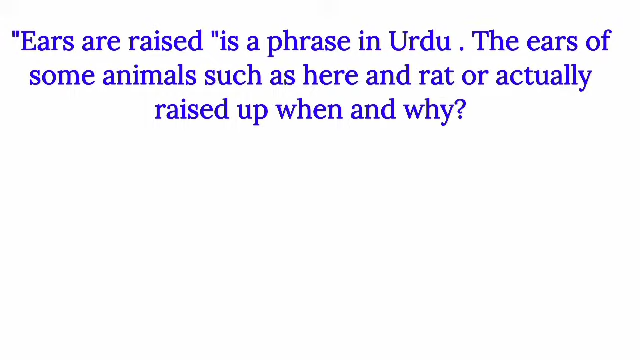 "Ears are raised "is a phrase in Urdu . The ears of
some animals such as here and rat or actually
raised up when and why?